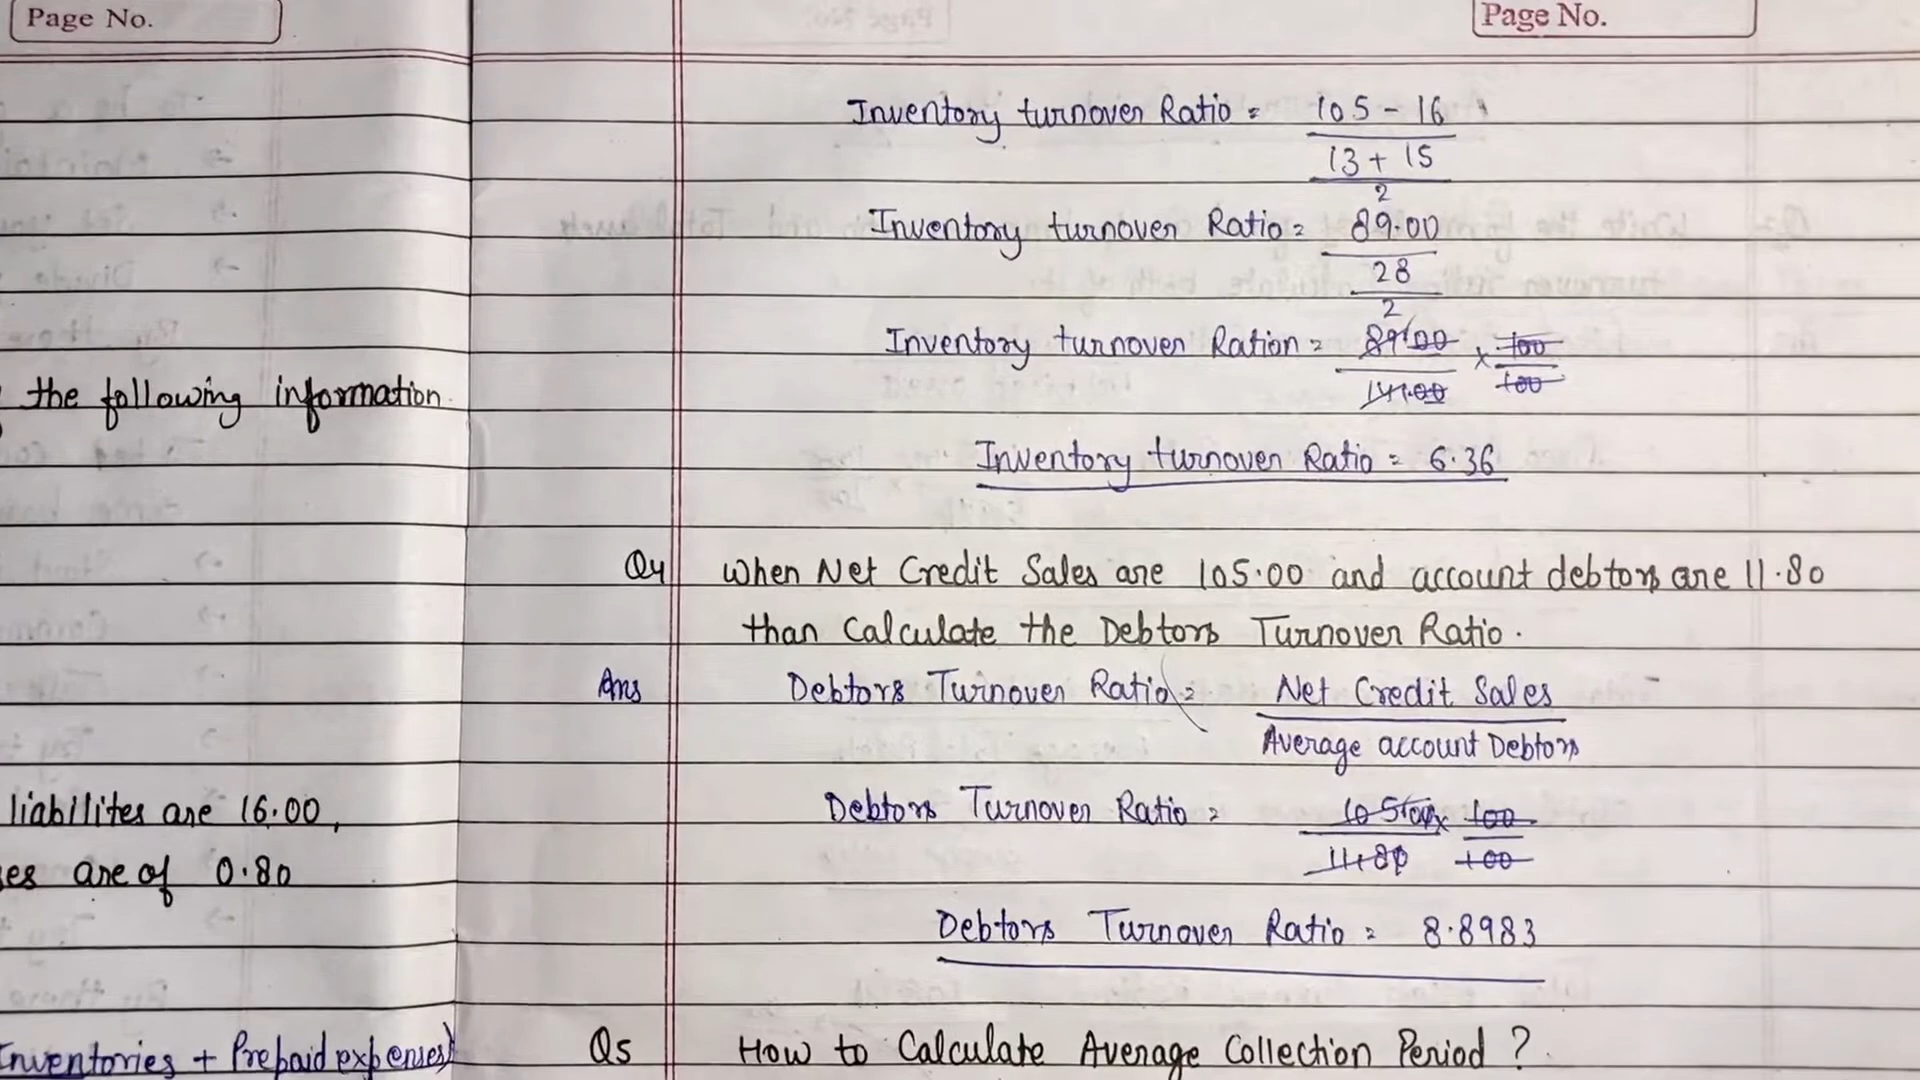 Page No.
the following information.
liabilites are 16.00,
es are of 0.80
Inventories + Prepaid expenses)
Page No.
Inventory turnover Ratio = 105 - 16
13 + 15
2
Inventory turnover Ratio = 89.00
28
2
Inventory turnover Ration = 89.00 × 100
14.00 100
Inventory turnover Ratio = 6.36
Q4 When Net Credit Sales are 105.00 and account debtors are 11.80
than Calculate the Debtors Turnover Ratio.
Ans Debtors Turnover Ratio = Net Credit Sales
Average account Debtors
Debtors Turnover Ratio = 105.00 × 100
11.80 100
Debtors Turnover Ratio = 8.8983
Q5 How to Calculate Average Collection Period ?